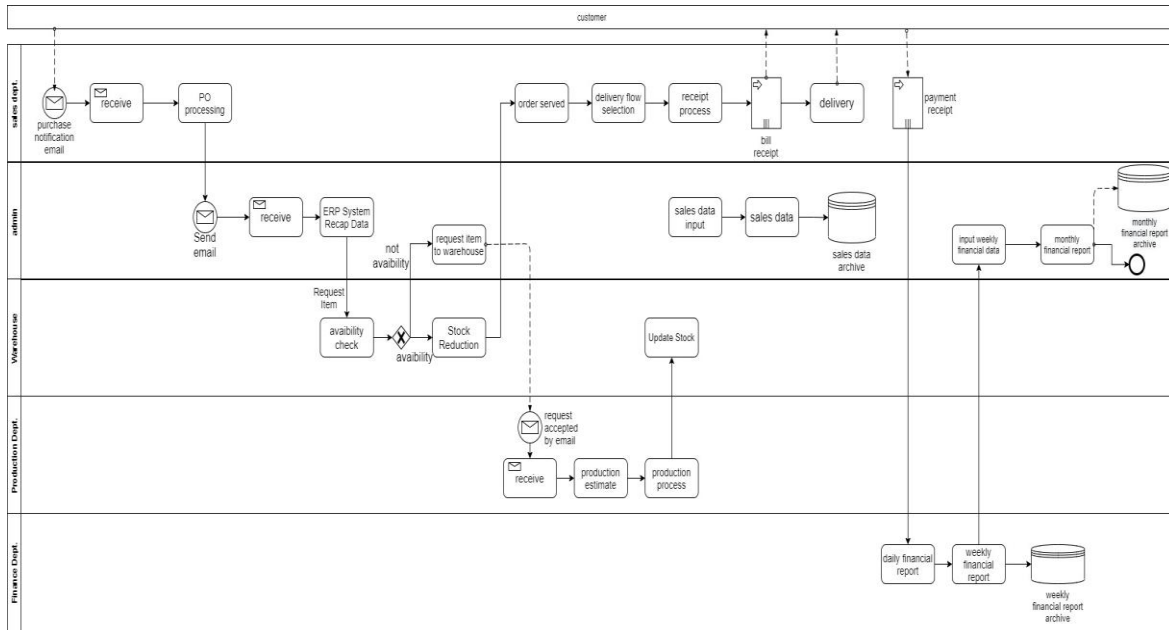 customer
sales dept.
purchase
notification
email
receive
PO
processing
order served
delivery flow
selection
receipt
process
bill
receipt
delivery
payment
receipt
admin
Send
email
receive
ERP System
Recap Data
not
avaibility
request item
to warehouse
sales data
input
sales data
sales data
archive
input weekly
financial data
monthly
financial report
monthly
financial report
archive
Warehouse
Request
Item
avaibility
check
avaibility
Stock
Reduction
Update Stock
Production Dept.
request
accepted
by email
receive
production
estimate
production
process
Finance Dept.
daily financial
report
weekly
financial
report
weekly
financial report
archive